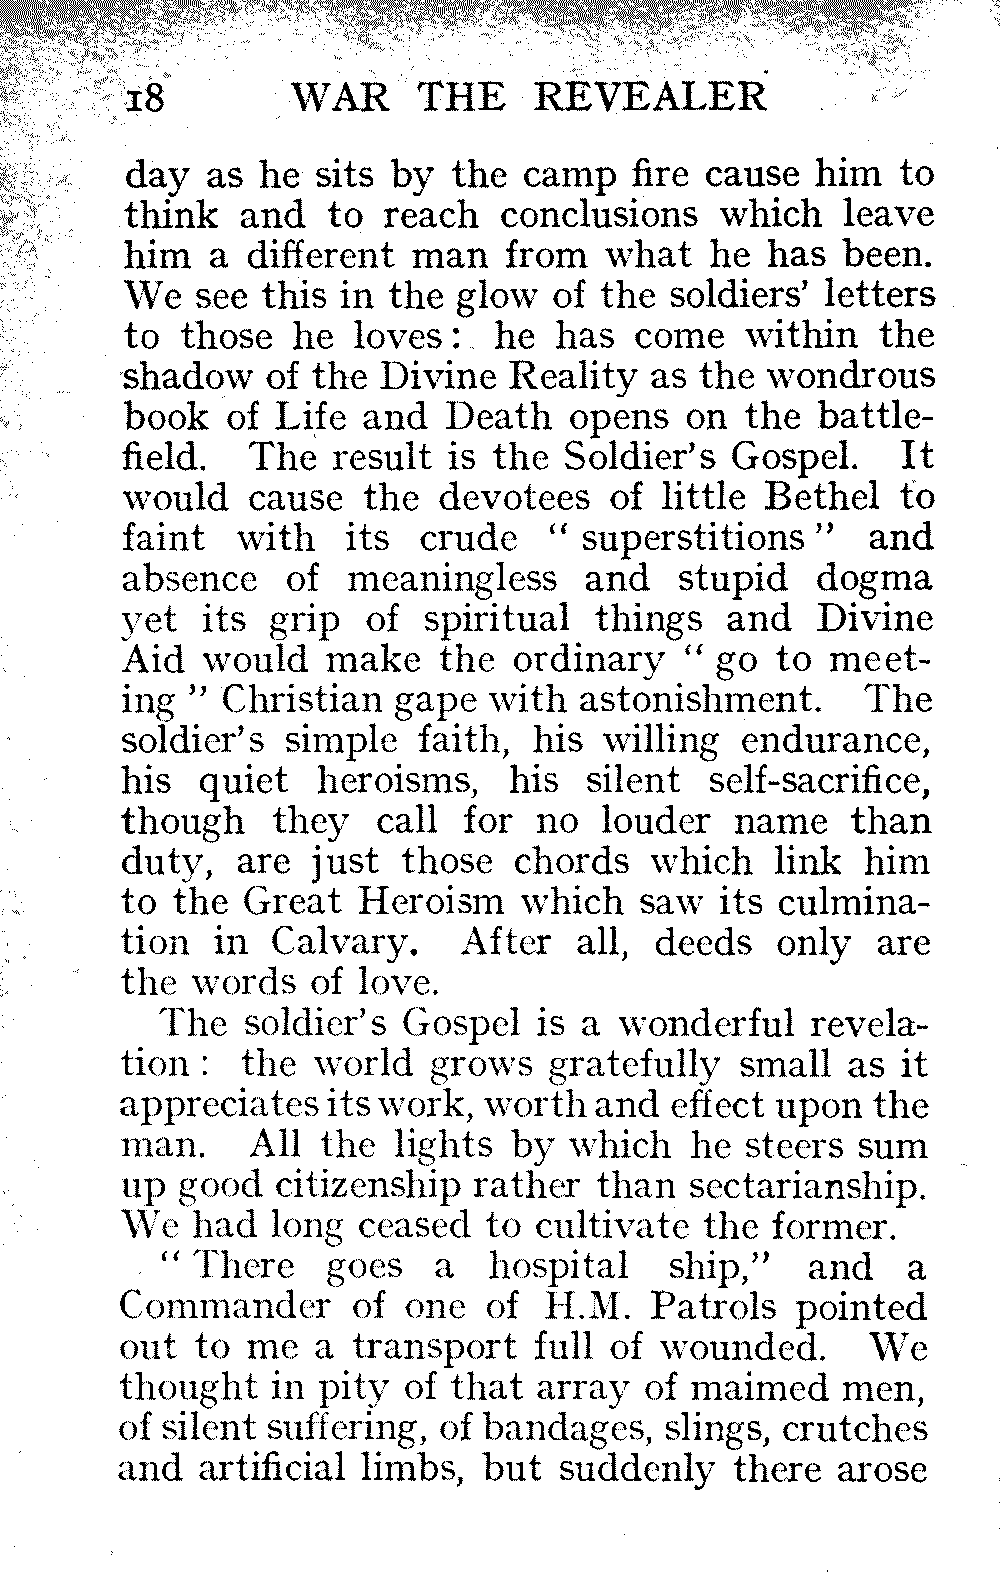 18 WAR THE REVEALER
day as he sits by the camp fire cause him to
think and to reach conclusions which leave
him a different man from what he has been.
We see this in the glow of the soldiers' letters
to those he loves: he has come within the
shadow of the Divine Reality as the wondrous
book of Life and Death opens on the battle-
field. The result is the Soldier's Gospel. It
would cause the devotees of little Bethel to
faint with its crude "superstitions" and
absence of meaningless and stupid dogma
yet its grip of spiritual things and Divine
Aid would make the ordinary "go to meet-
ing" Christian gape with astonishment. The
soldier's simple faith, his willing endurance,
his quiet heroisms, his silent self-sacrifice,
though they call for no louder name than
duty, are just those chords which link him
to the Great Heroism which saw its culmina-
tion in Calvary. After all, deeds only are
the words of love.
The soldier's Gospel is a wonderful revela-
tion: the world grows gratefully small as it
appreciates its work, worth and effect upon the
man. All the lights by which he steers sum
up good citizenship rather than sectarianship.
We had long ceased to cultivate the former.
"There goes a hospital ship," and a
Commander of one of H.M. Patrols pointed
out to me a transport full of wounded. We
thought in pity of that array of maimed men,
of silent suffering, of bandages, slings, crutches
and artificial limbs, but suddenly there arose